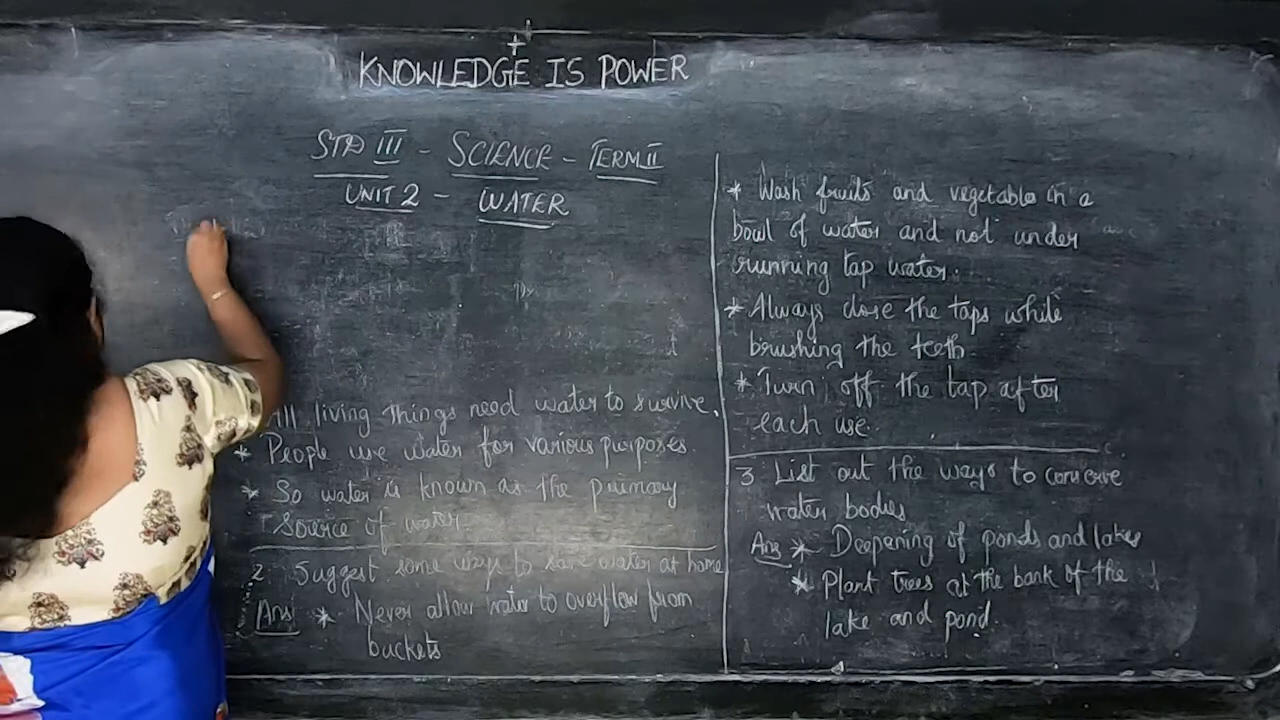 KNOWLEDGE IS POWER
STD III - SCIENCE - TERM II
UNIT 2 - WATER
All living things need water to survive.
* People use water for various purposes.
* So water is known as the primary
source of water
2. Suggest some ways to save water at home
Ans * Never allow water to overflow from
buckets
* Wash fruits and vegetables in a
bowl of water and not under
running tap water.
* Always close the taps while
brushing the teeth
* Turn off the tap after
each use.
3 List out the ways to conserve
water bodies
Ans * Deepening of ponds and lakes
* Plant trees at the bank of the
lake and pond.